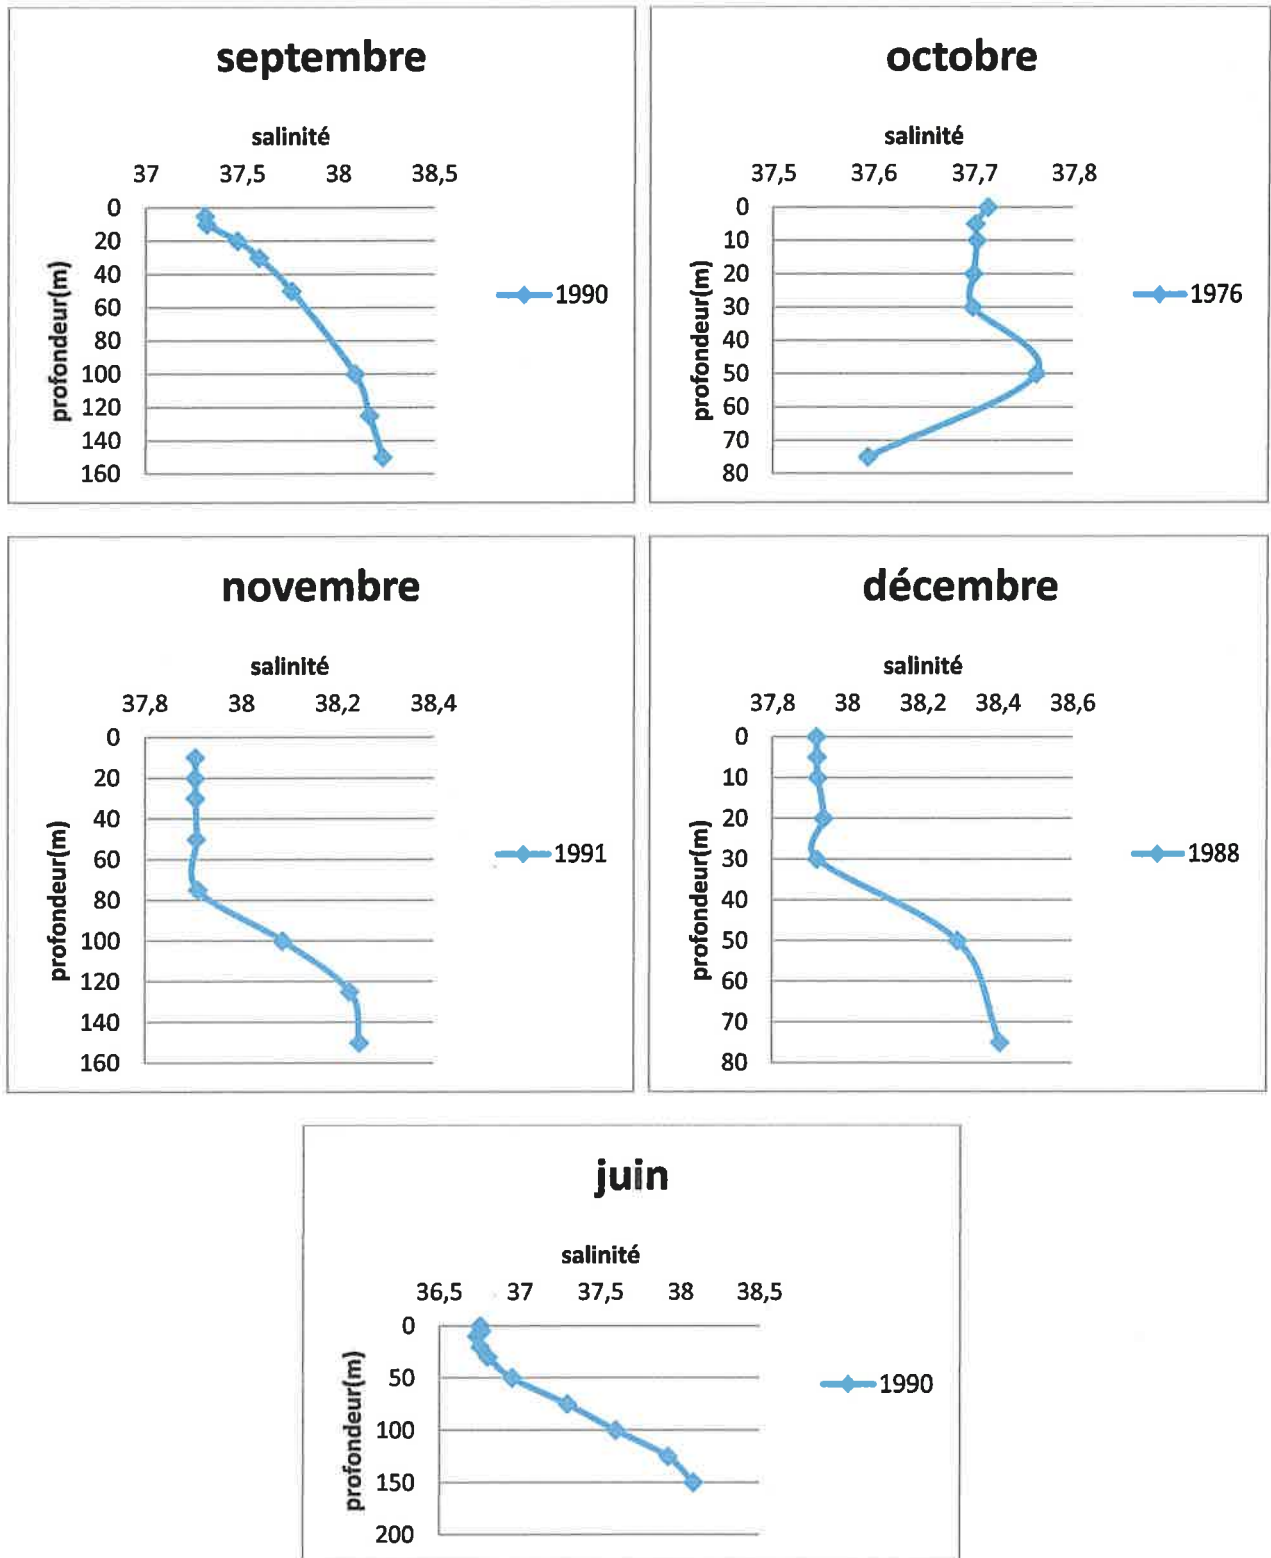 septembre
salinité
37 37,5 38 38,5
0
20
40
60
80
100
120
140
160
profondeur(m)
1990
octobre
salinité
37,5 37,6 37,7 37,8
0
10
20
30
40
50
60
70
80
profondeur(m)
1976
novembre
salinité
37,8 38 38,2 38,4
0
20
40
60
80
100
120
140
160
profondeur(m)
1991
décembre
salinité
37,8 38 38,2 38,4 38,6
0
10
20
30
40
50
60
70
80
profondeur(m)
1988
juin
salinité
36,5 37 37,5 38 38,5
0
50
100
150
200
profondeur(m)
1990